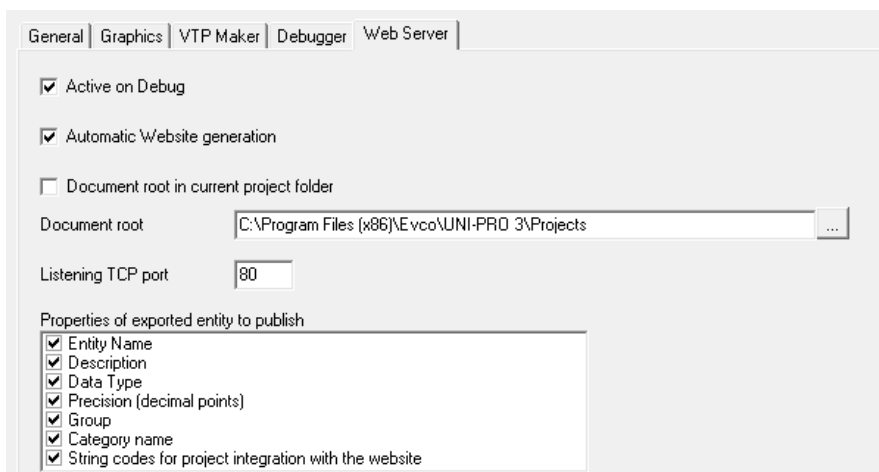 General Graphics VTP Maker Debugger Web Server
Active on Debug
Automatic Website generation
Document root in current project folder
Document root C:\Program Files (x86)\Evco\UNI-PRO 3\Projects ...
Listening TCP port 80
Properties of exported entity to publish
Entity Name
Description
Data Type
Precision (decimal points)
Group
Category name
String codes for project integration with the website